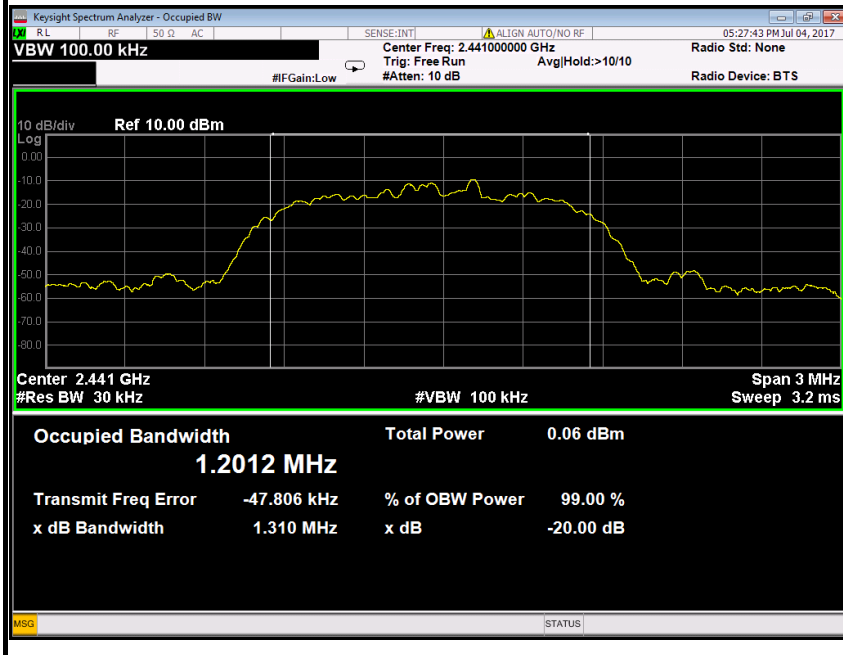 Keysight Spectrum Analyzer - Occupied BW
LXI RL RF 50 Ω AC SENSE:INT ALIGN AUTO/NO RF 05:27:43 PM Jul 04, 2017
VBW 100.00 kHz Center Freq: 2.441000000 GHz Radio Std: None
Trig: Free Run Avg|Hold:>10/10
#IFGain:Low #Atten: 10 dB Radio Device: BTS
10 dB/div Ref 10.00 dBm
Log
0.00
-10.0
-20.0
-30.0
-40.0
-50.0
-60.0
-70.0
-80.0
Center 2.441 GHz Span 3 MHz
#Res BW 30 kHz #VBW 100 kHz Sweep 3.2 ms
Occupied Bandwidth Total Power 0.06 dBm
1.2012 MHz
Transmit Freq Error -47.806 kHz % of OBW Power 99.00 %
x dB Bandwidth 1.310 MHz x dB -20.00 dB
MSG STATUS